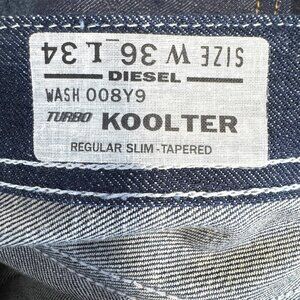 SIZE W 36 L 34
DIESEL
WASH 008Y9
TURBO KOOLTER
REGULAR SLIM-TAPERED